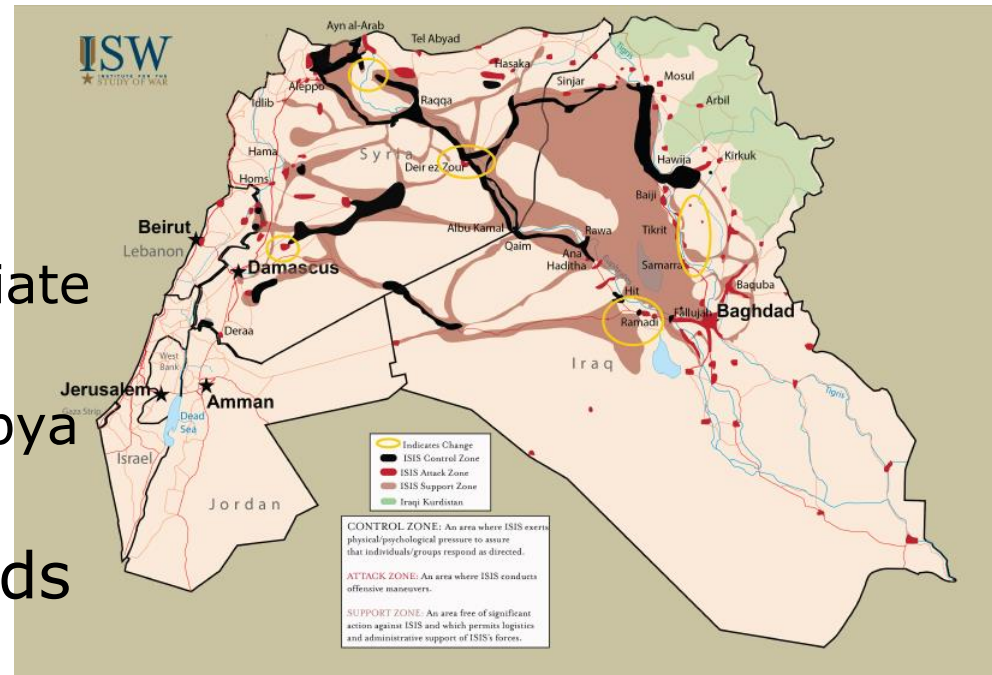 ISW
INSTITUTE FOR THE
STUDY OF WAR
Ayn al-Arab
Tel Abyad
Tigris
Hasaka
Sinjar
Mosul
Aleppo
Idlib
Raqqa
Arbil
Hama
Syria
Deir ez Zour
Hawija
Kirkuk
Homs
Baiji
Beirut
Lebanon
Albu Kamal
Qaim
Rawa
Ana
Haditha
Tikrit
Samarra
iate
Damascus
Euphrates
Hit
Baquba
Ramadi
Fallujah
Baghdad
Deraa
Iraq
West
Bank
Jerusalem
Amman
Tigris
Gaza Strip
Dead
Sea
bya
Israel
Jordan
Indicates Change
ISIS Control Zone
ISIS Attack Zone
ISIS Support Zone
Iraqi Kurdistan
CONTROL ZONE: An area where ISIS exerts
physical/psychological pressure to assure
that individuals/groups respond as directed.
ds
ATTACK ZONE: An area where ISIS conducts
offensive maneuvers.
SUPPORT ZONE: An area free of significant
action against ISIS and which permits logistics
and administrative support of ISIS's forces.